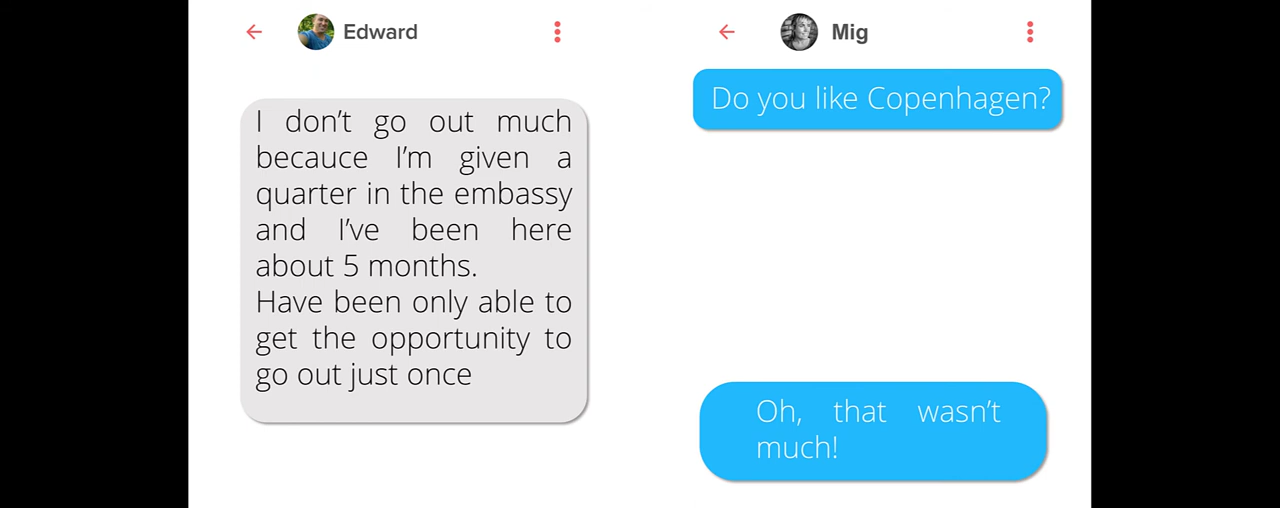 Edward
I don't go out much
becauce I'm given a
quarter in the embassy
and I've been here
about 5 months.
Have been only able to
get the opportunity to
go out just once
Mig
Do you like Copenhagen?
Oh, that wasn't
much!